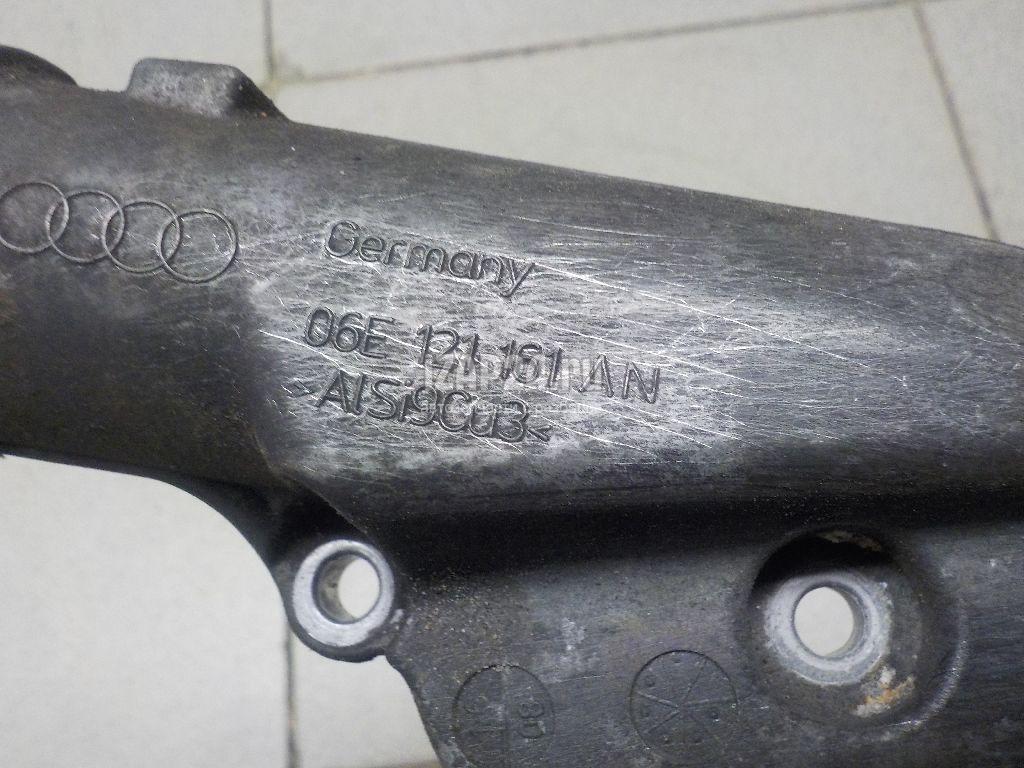 Germany
06E 121 161 AN
>AlSi9Cu3<